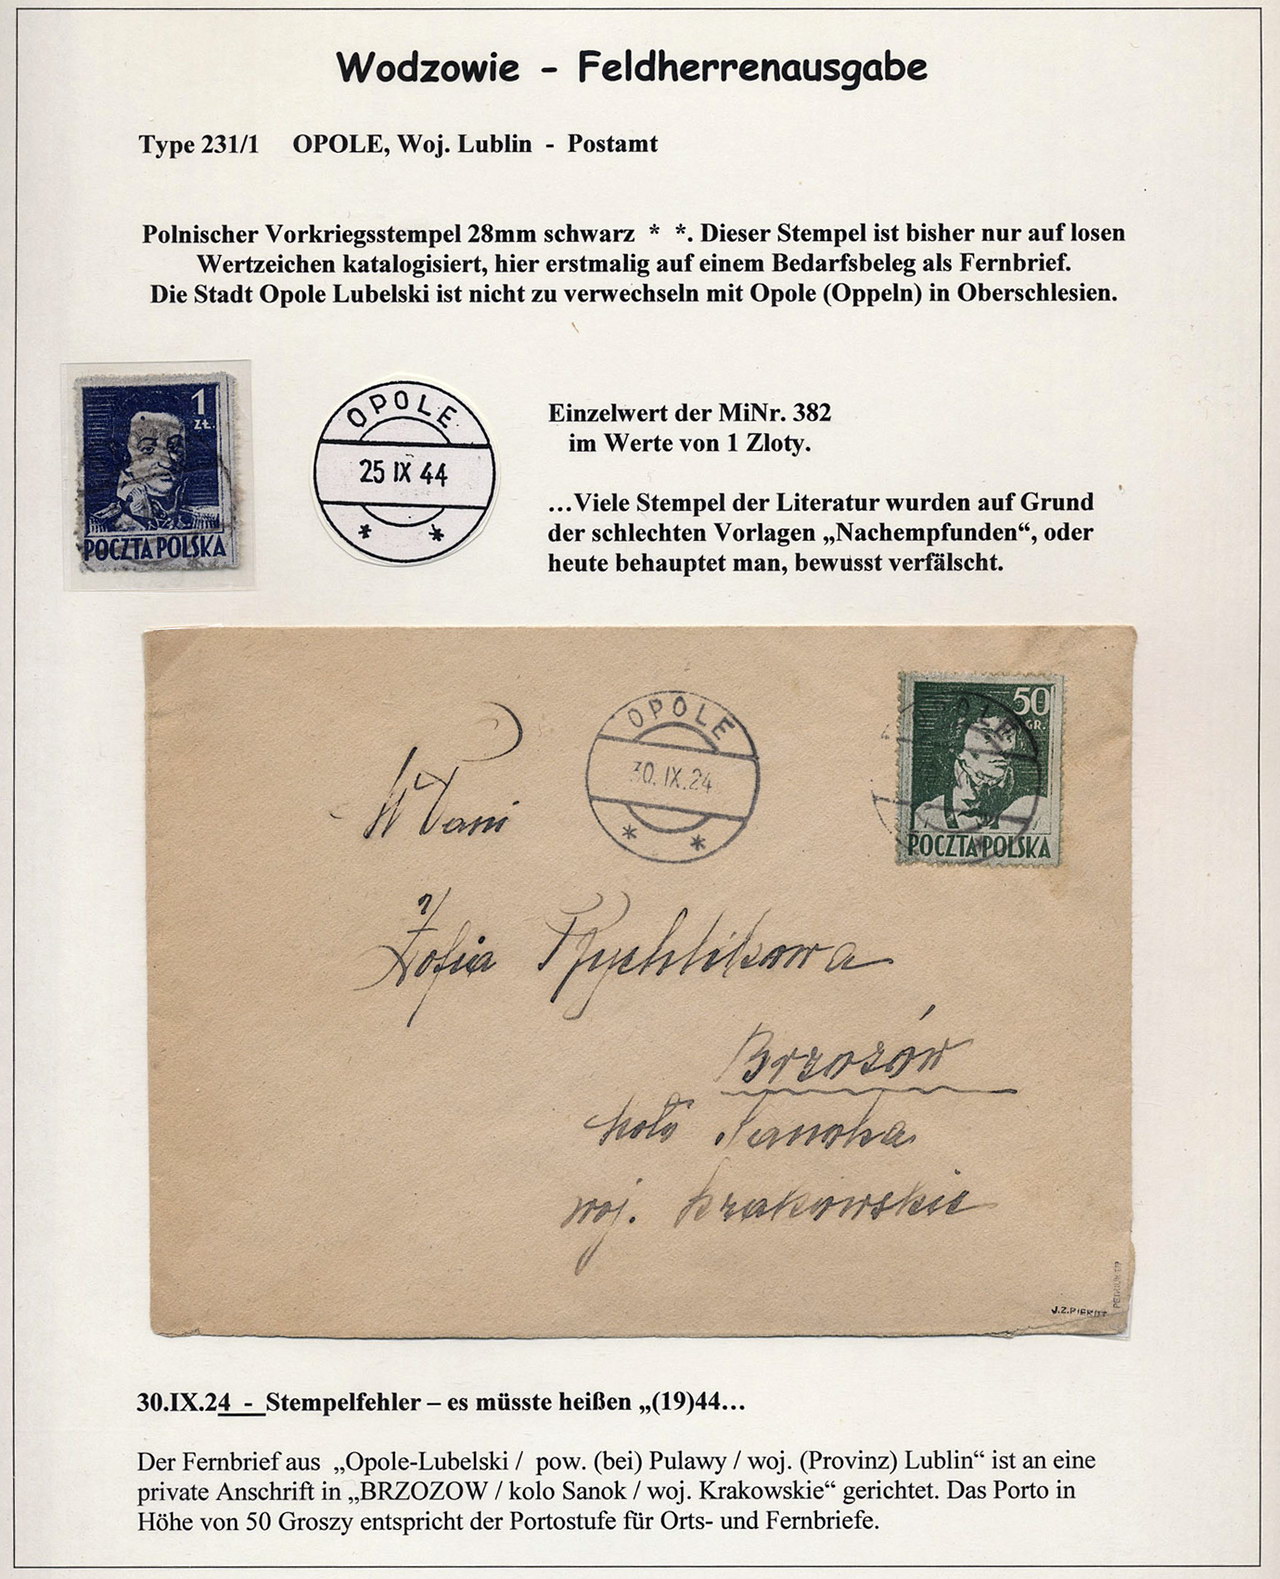 Wodzowie - Feldherrenausgabe
Type 231/1 OPOLE, Woj. Lublin - Postamt
Polnischer Vorkriegsstempel 28mm schwarz * *. Dieser Stempel ist bisher nur auf losen
Wertzeichen katalogisiert, hier erstmalig auf einem Bedarfsbeleg als Fernbrief.
Die Stadt Opole Lubelski ist nicht zu verwechseln mit Opole (Oppeln) in Oberschlesien.
1
ZŁ.
POCZTA POLSKA
OPOLE
25 IX 44
* *
Einzelwert der MiNr. 382
im Werte von 1 Zloty.
...Viele Stempel der Literatur wurden auf Grund
der schlechten Vorlagen „Nachempfunden“, oder
heute behauptet man, bewusst verfälscht.
OPOLE
30.IX.24
* *
50
GR.
OPOLE
POCZTA POLSKA
W Pani
Zofia Rychlikowa
Brzozów
koło Sanoka
woj. krakowskie
30.IX.24 - Stempelfehler – es müsste heißen „(19)44...
Der Fernbrief aus „Opole-Lubelski / pow. (bei) Pulawy / woj. (Provinz) Lublin“ ist an eine
private Anschrift in „BRZOZOW / kolo Sanok / woj. Krakowskie“ gerichtet. Das Porto in
Höhe von 50 Groszy entspricht der Portostufe für Orts- und Fernbriefe.